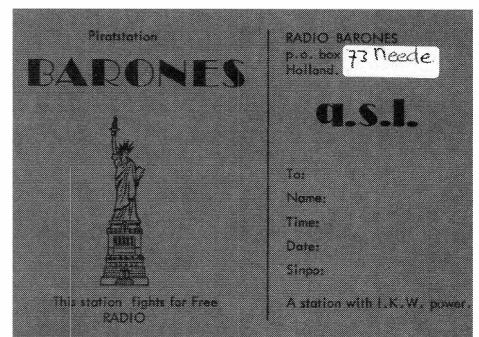 Piratstation
BARONES
This station fights for Free
RADIO
RADIO BARONES
p.o. box 73 Neede
Holland.
q.s.l.
To:
Name:
Time:
Date:
Sinpo:
A station with I.K.W. power.